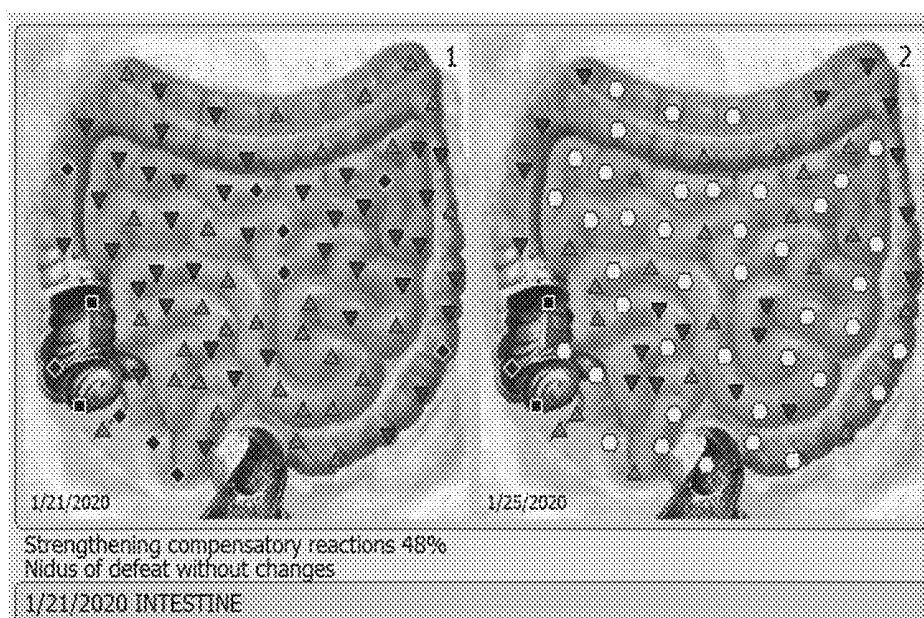 1
2
1/21/2020
1/25/2020
Strengthening compensatory reactions 48%
Nidus of defeat without changes
1/21/2020 INTESTINE